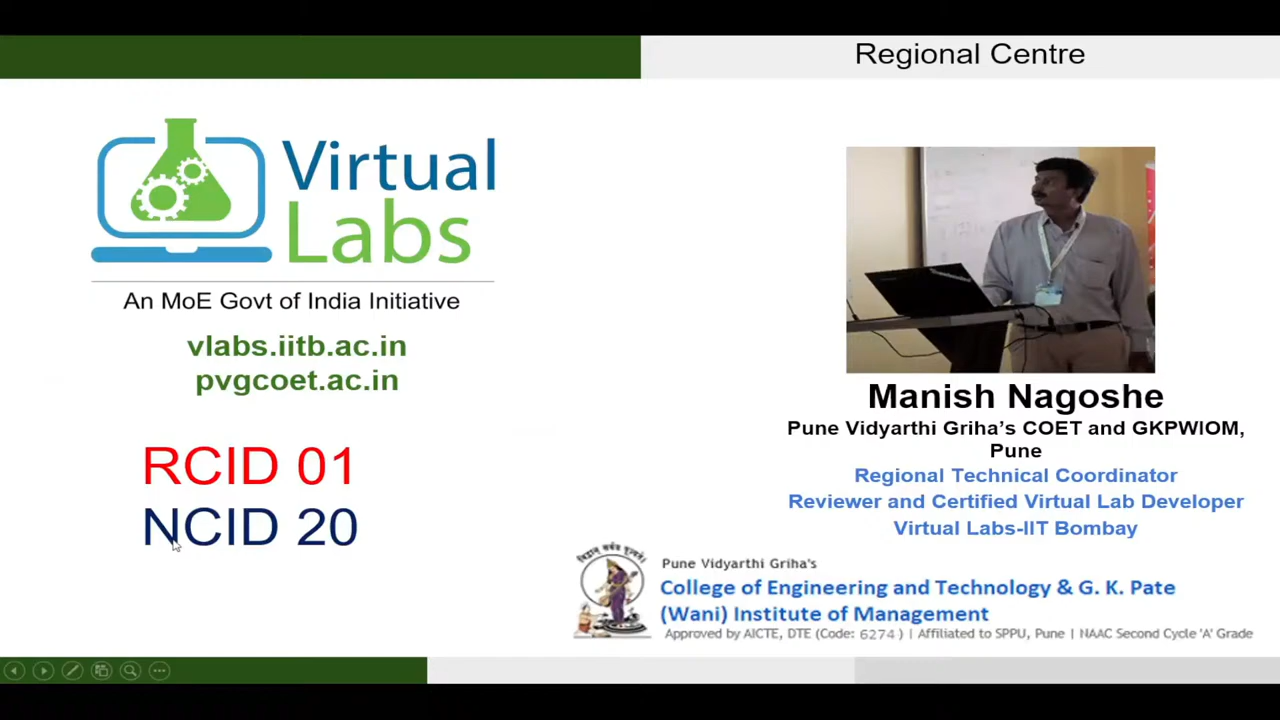 Regional Centre
Virtual
Labs
An MoE Govt of India Initiative
vlabs.iitb.ac.in
pvgcoet.ac.in
RCID 01
NCID 20
Manish Nagoshe
Pune Vidyarthi Griha's COET and GKPWIOM,
Pune
Regional Technical Coordinator
Reviewer and Certified Virtual Lab Developer
Virtual Labs-IIT Bombay
Pune Vidyarthi Griha's
College of Engineering and Technology & G. K. Pate
(Wani) Institute of Management
Approved by AICTE, DTE (Code: 6274) | Affiliated to SPPU, Pune | NAAC Second Cycle 'A' Grade